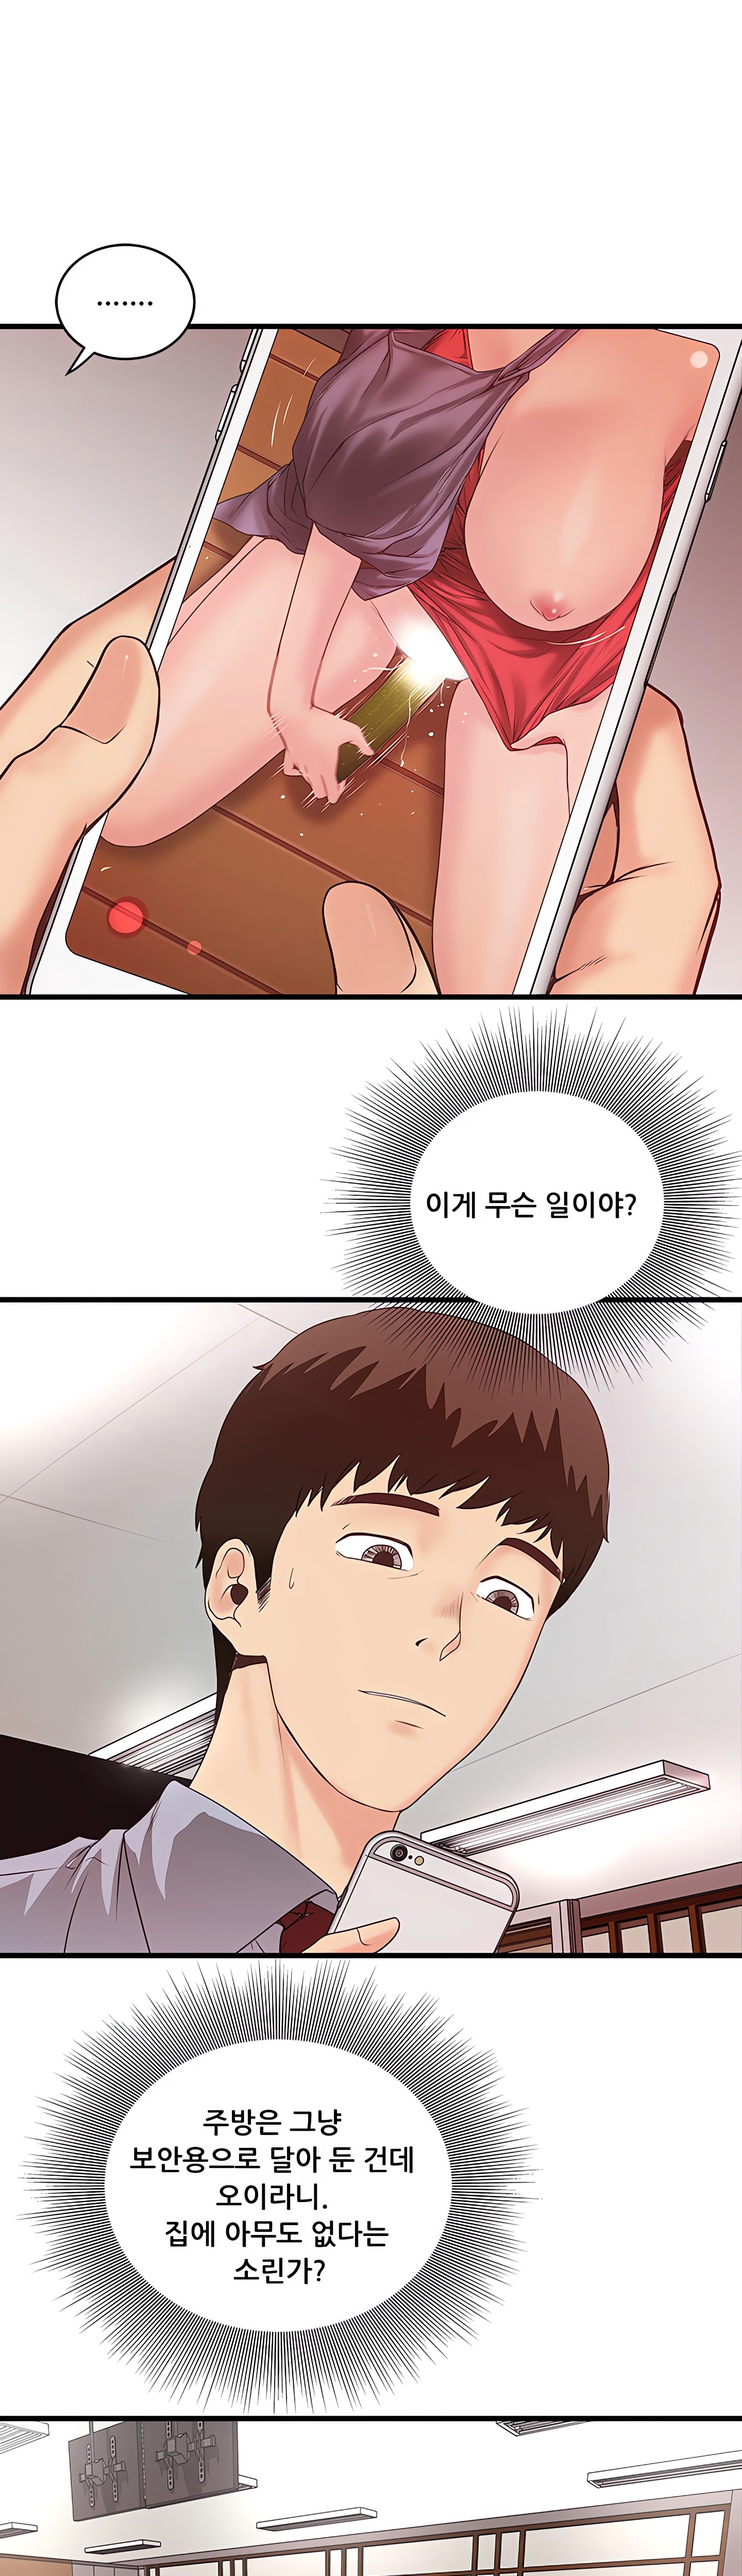 .......
이게 무슨 일이야?
주방은 그냥
보안용으로 달아 둔 건데
오이라니.
집에 아무도 없다는
소린가?